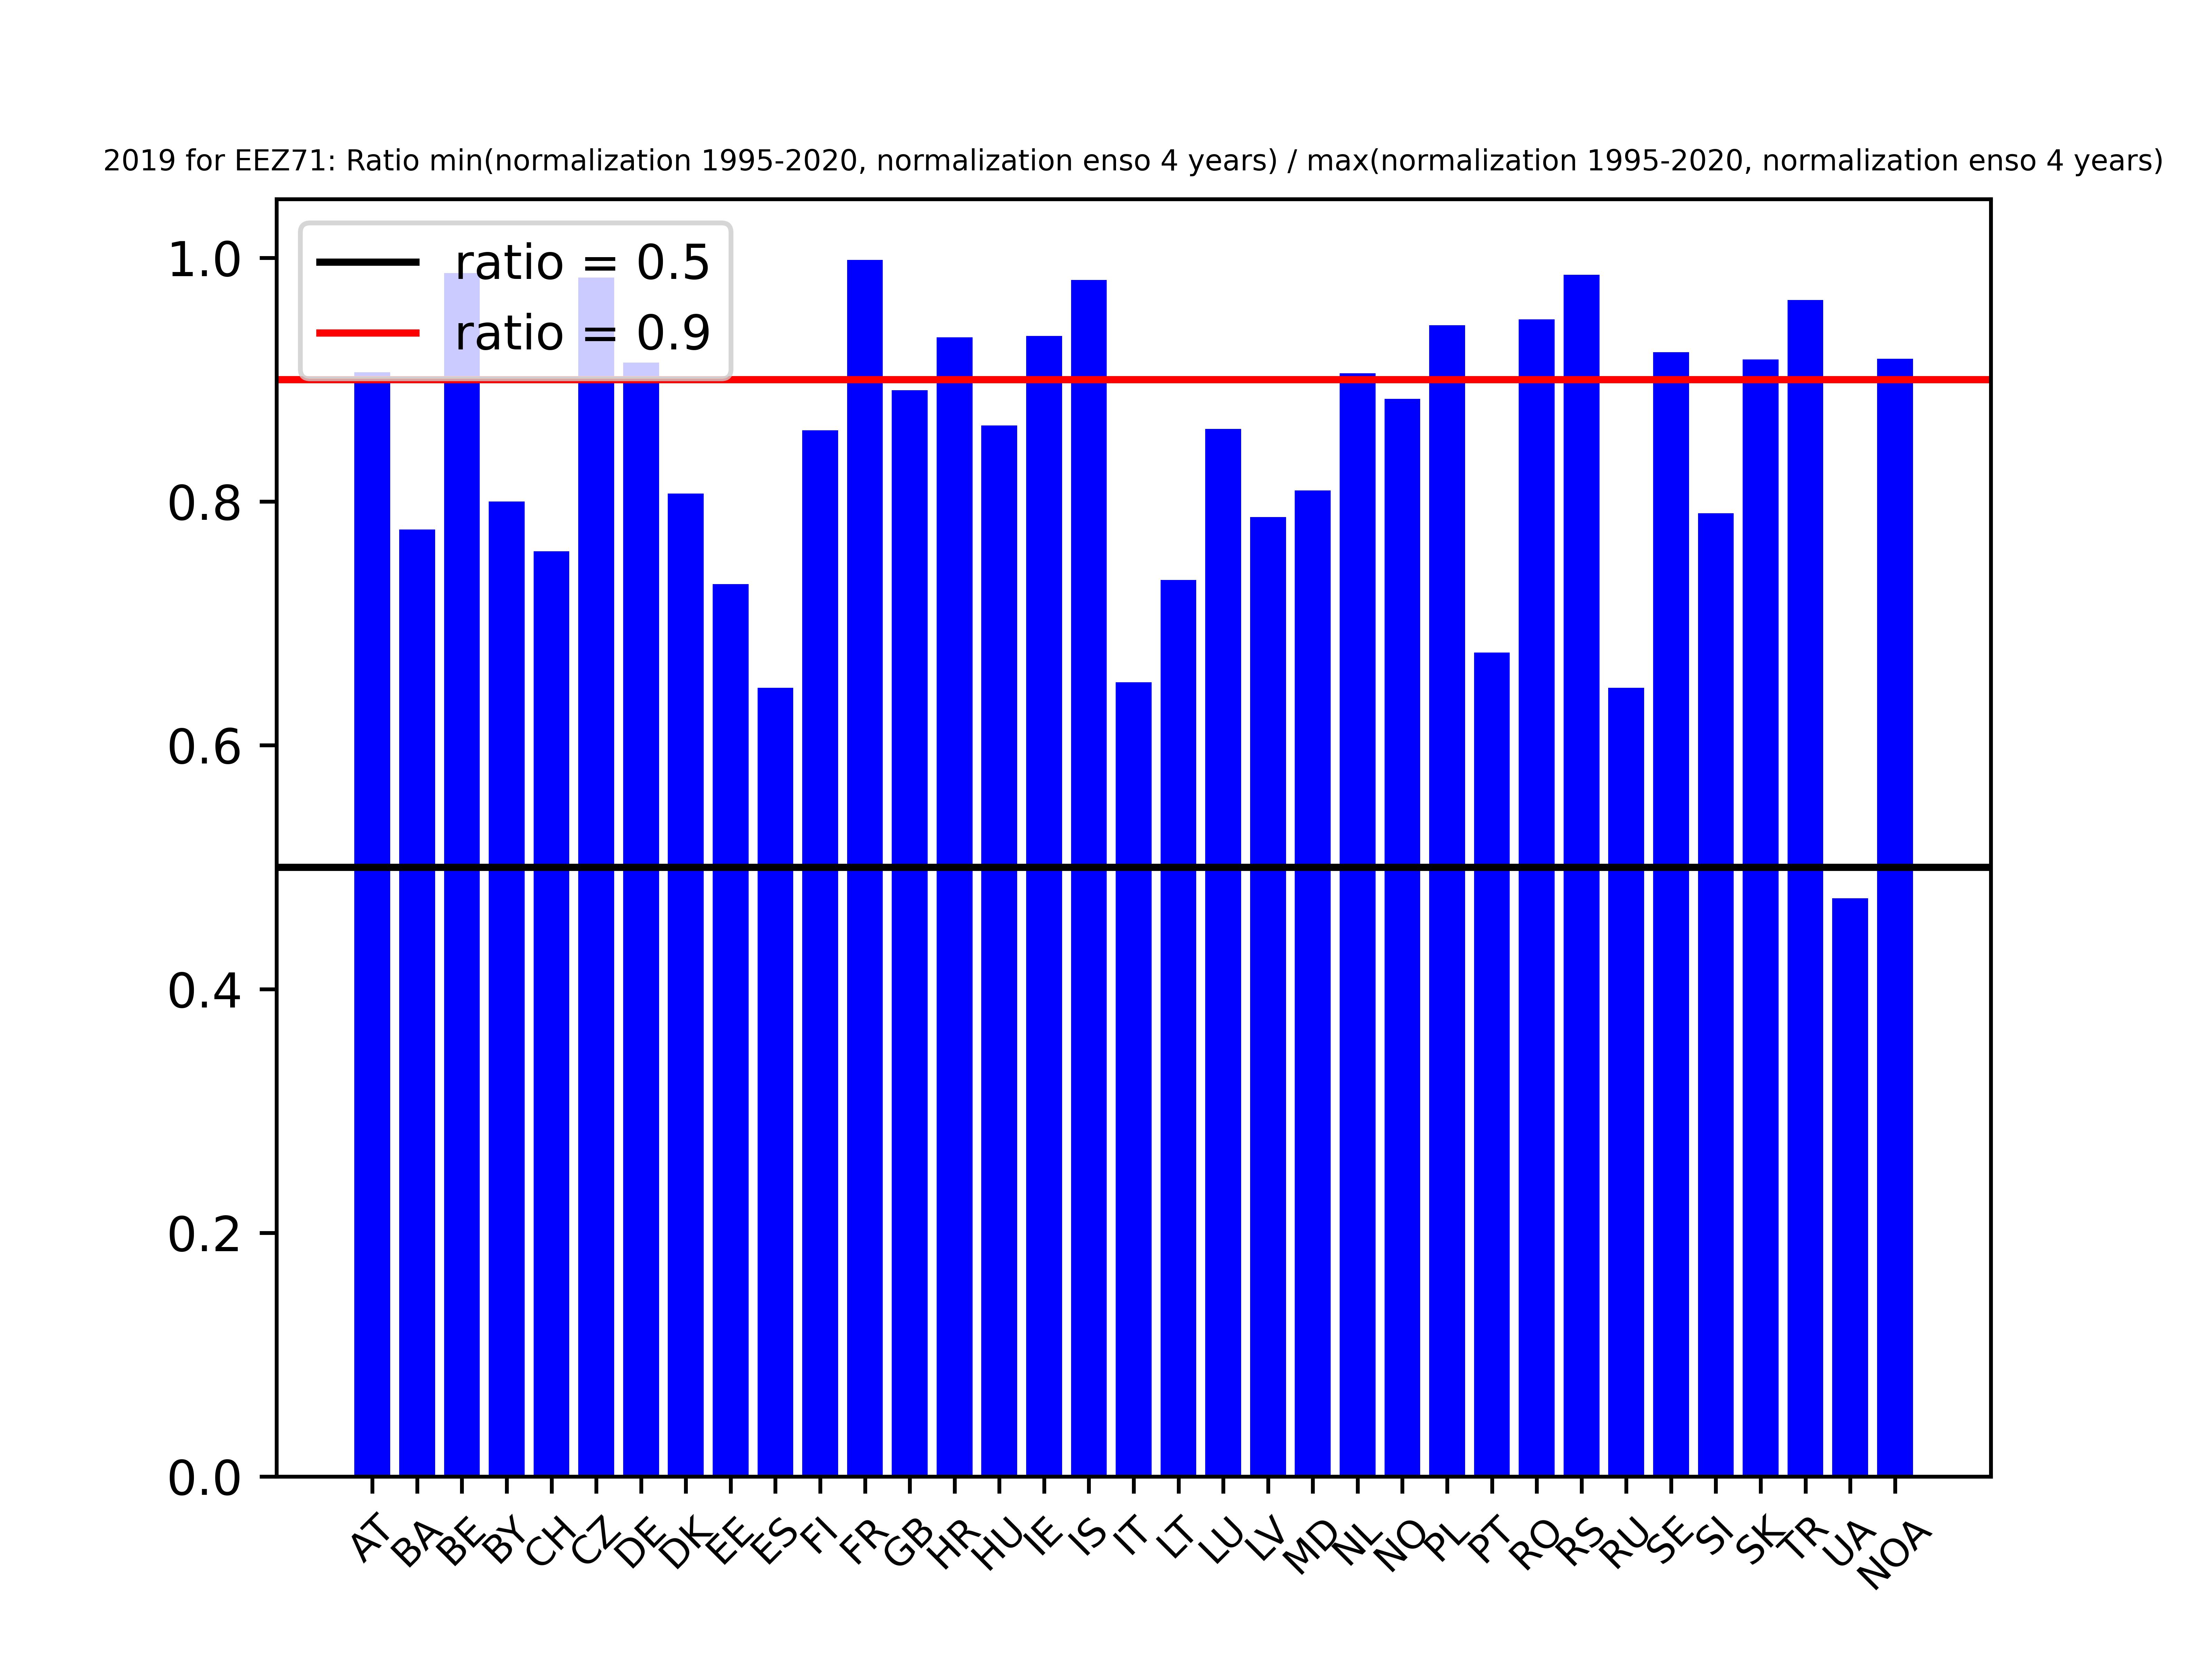 2019 for EEZ71: Ratio min(normalization 1995-2020, normalization enso 4 years) / max(normalization 1995-2020, normalization enso 4 years)
ratio = 0.5
ratio = 0.9
1.0
0.8
0.6
0.4
0.2
0.0
AT BA BE BY CH CZ DE DK EE ES FI FR GB HR HU IE IS IT LT LU LV MD NL NO PL PT RO RS RU SE SI SK TR UA NOA